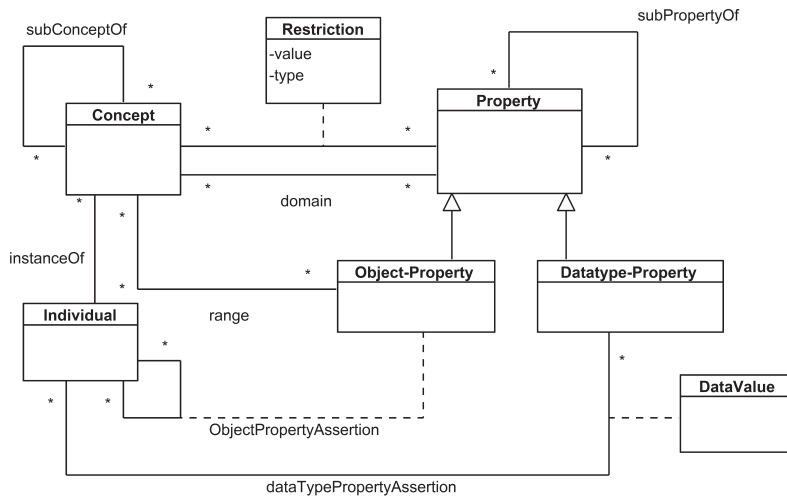 subPropertyOf
subConceptOf
Restriction
-value
-type
*
*
Property
Concept
*
*
*
*
*
*
domain
*
*
instanceOf
*
*
Object-Property
Datatype-Property
Individual
range
*
*
*
*
DataValue
ObjectPropertyAssertion
dataTypePropertyAssertion